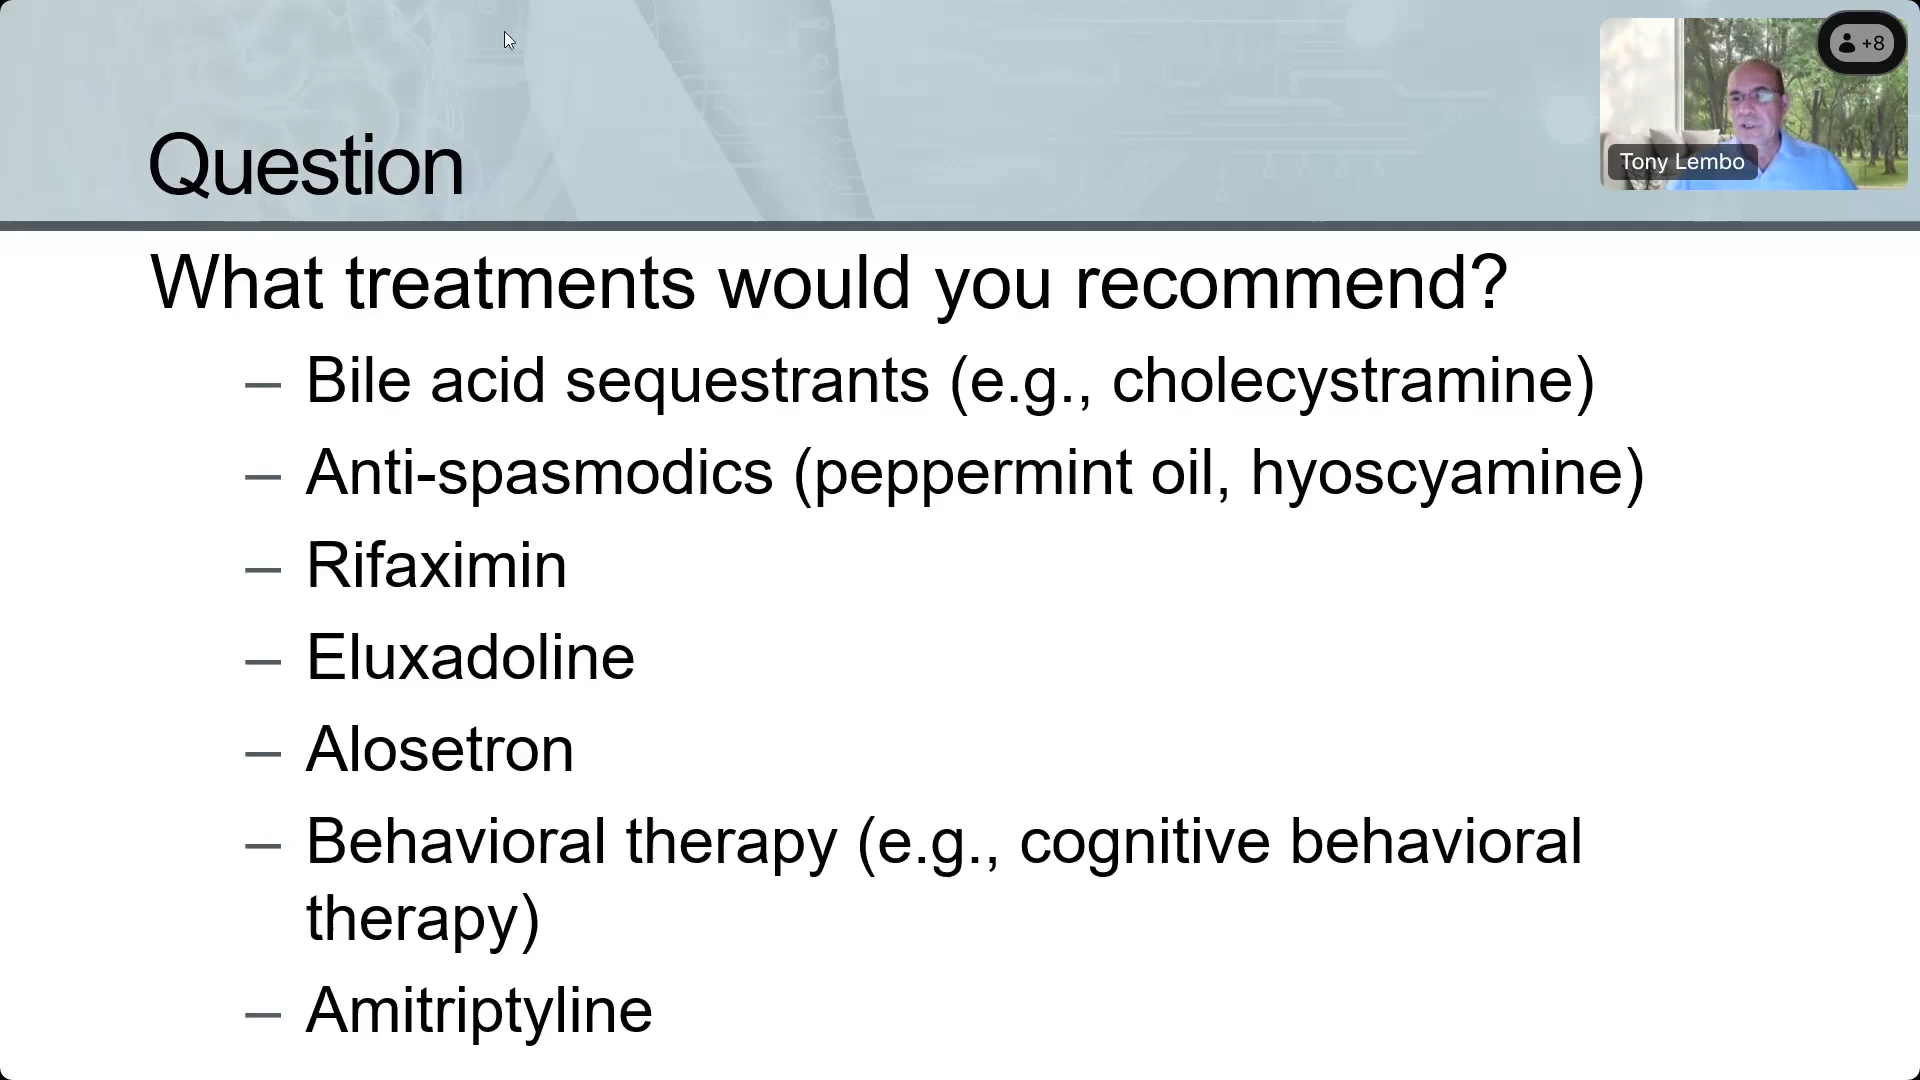 +8
Tony Lembo
Question
What treatments would you recommend?
– Bile acid sequestrants (e.g., cholecystramine)
– Anti-spasmodics (peppermint oil, hyoscyamine)
– Rifaximin
– Eluxadoline
– Alosetron
– Behavioral therapy (e.g., cognitive behavioral
therapy)
– Amitriptyline